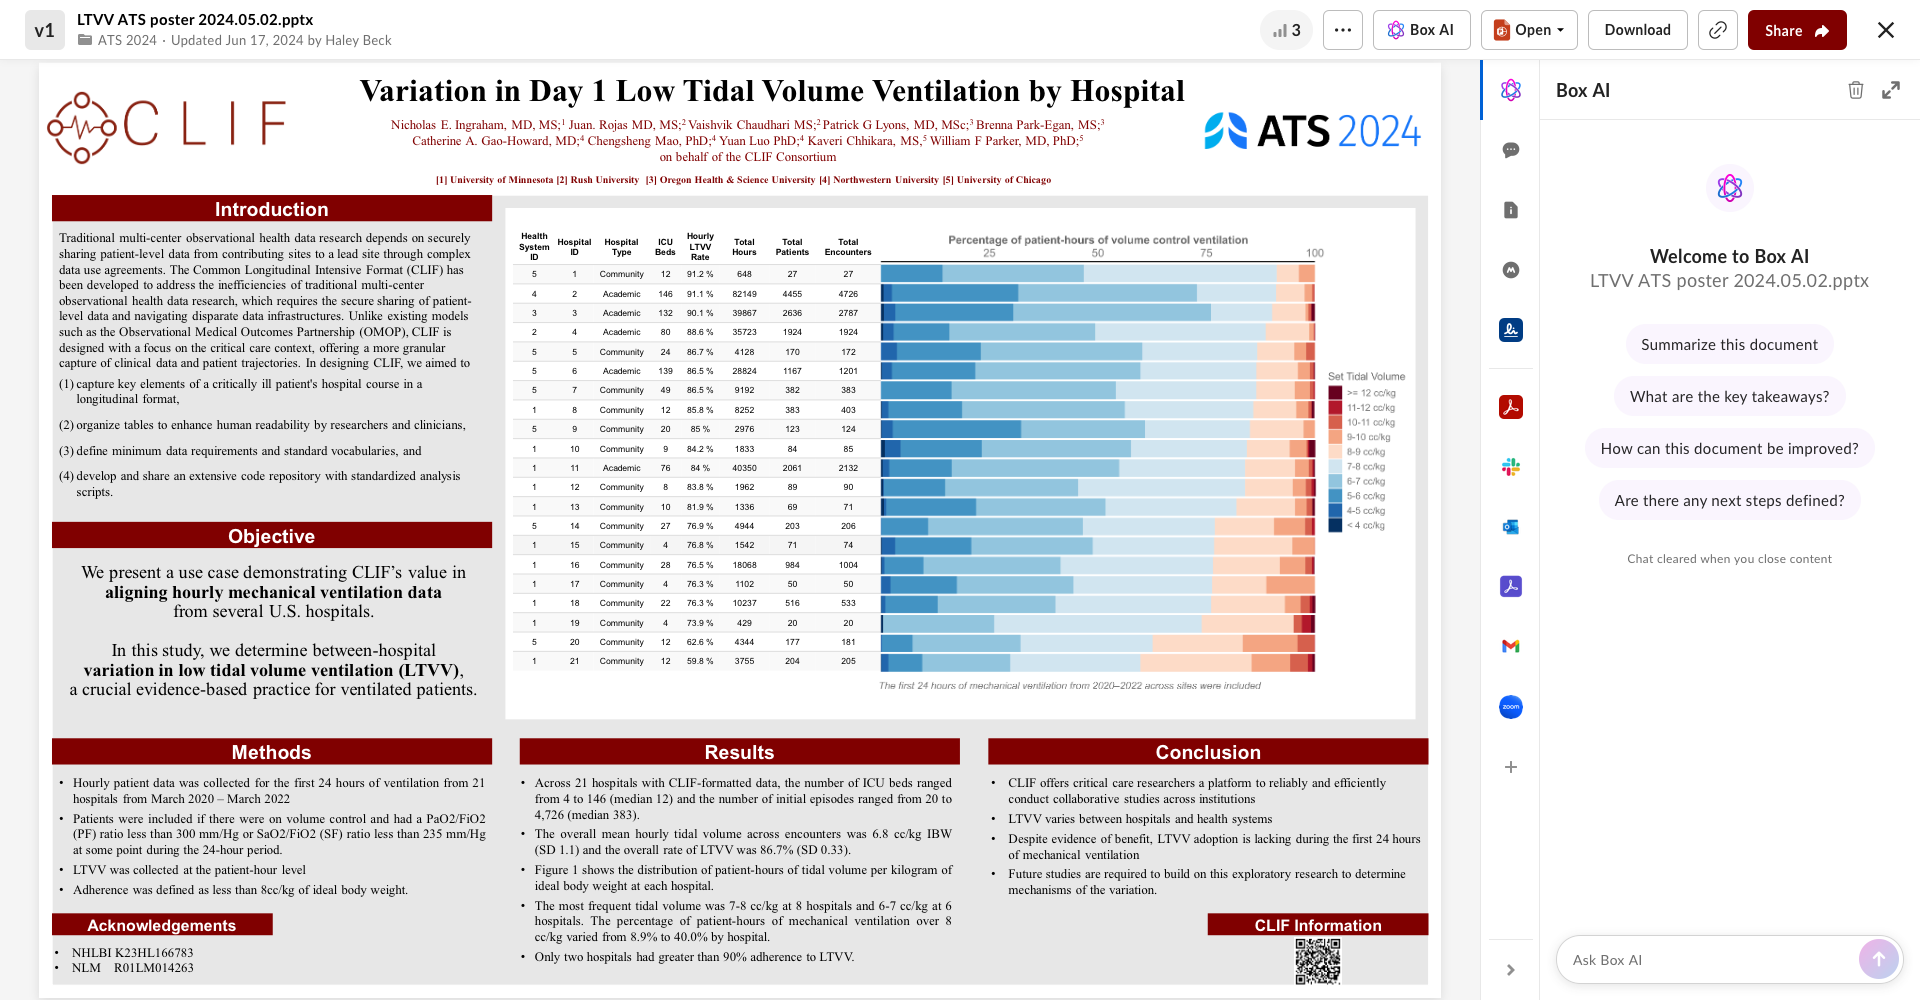 v1
LTVV ATS poster 2024.05.02.pptx
ATS 2024 · Updated Jun 17, 2024 by Haley Beck
3
Box AI
Open
Download
Share
CLIF
Variation in Day 1 Low Tidal Volume Ventilation by Hospital
Nicholas E. Ingraham, MD, MS;1 Juan. Rojas MD, MS;2 Vaishvik Chaudhari MS;2 Patrick G Lyons, MD, MSc;3 Brenna Park-Egan, MS;3
Catherine A. Gao-Howard, MD;4 Chengsheng Mao, PhD;4 Yuan Luo PhD;4 Kaveri Chhikara, MS,5 William F Parker, MD, PhD;5
on behalf of the CLIF Consortium
[1] University of Minnesota [2] Rush University [3] Oregon Health & Science University [4] Northwestern University [5] University of Chicago
ATS 2024
Introduction
Traditional multi-center observational health data research depends on securely
sharing patient-level data from contributing sites to a lead site through complex
data use agreements. The Common Longitudinal Intensive Format (CLIF) has
been developed to address the inefficiencies of traditional multi-center
observational health data research, which requires the secure sharing of patient-
level data and navigating disparate data infrastructures. Unlike existing models
such as the Observational Medical Outcomes Partnership (OMOP), CLIF is
designed with a focus on the critical care context, offering a more granular
capture of clinical data and patient trajectories. In designing CLIF, we aimed to
(1) capture key elements of a critically ill patient's hospital course in a
longitudinal format,
(2) organize tables to enhance human readability by researchers and clinicians,
(3) define minimum data requirements and standard vocabularies, and
(4) develop and share an extensive code repository with standardized analysis
scripts.
Objective
We present a use case demonstrating CLIF's value in
aligning hourly mechanical ventilation data
from several U.S. hospitals.
In this study, we determine between-hospital
variation in low tidal volume ventilation (LTVV),
a crucial evidence-based practice for ventilated patients.
Health System ID Hospital ID Hospital Type ICU Beds Hourly LTVV Rate Total Hours Total Patients Total Encounters
Percentage of patient-hours of volume control ventilation
25 50 75 100
5 1 Community 12 91.2 % 648 27 27
4 2 Academic 146 91.1 % 82149 4455 4726
3 3 Academic 132 90.1 % 39867 2636 2787
2 4 Academic 80 88.6 % 35723 1924 1924
5 5 Community 24 86.7 % 4128 170 172
5 6 Academic 139 86.5 % 28824 1167 1201
5 7 Community 49 86.5 % 9192 382 383
1 8 Community 12 85.8 % 8252 383 403
5 9 Community 20 85 % 2976 123 124
1 10 Community 9 84.2 % 1833 84 85
1 11 Academic 76 84 % 40350 2061 2132
1 12 Community 8 83.8 % 1962 89 90
1 13 Community 10 81.9 % 1336 69 71
5 14 Community 27 76.9 % 4944 203 206
1 15 Community 4 76.8 % 1542 71 74
1 16 Community 28 76.5 % 18068 984 1004
1 17 Community 4 76.3 % 1102 50 50
1 18 Community 22 76.3 % 10237 516 533
1 19 Community 4 73.9 % 429 20 20
5 20 Community 12 62.6 % 4344 177 181
1 21 Community 12 59.8 % 3755 204 205
Set Tidal Volume
>= 12 cc/kg
11-12 cc/kg
10-11 cc/kg
9-10 cc/kg
8-9 cc/kg
7-8 cc/kg
6-7 cc/kg
5-6 cc/kg
4-5 cc/kg
< 4 cc/kg
The first 24 hours of mechanical ventilation from 2020–2022 across sites were included
Methods
• Hourly patient data was collected for the first 24 hours of ventilation from 21
hospitals from March 2020 – March 2022
• Patients were included if there were on volume control and had a PaO2/FiO2
(PF) ratio less than 300 mm/Hg or SaO2/FiO2 (SF) ratio less than 235 mm/Hg
at some point during the 24-hour period.
• LTVV was collected at the patient-hour level
• Adherence was defined as less than 8cc/kg of ideal body weight.
Acknowledgements
• NHLBI K23HL166783
• NLM R01LM014263
Results
• Across 21 hospitals with CLIF-formatted data, the number of ICU beds ranged
from 4 to 146 (median 12) and the number of initial episodes ranged from 20 to
4,726 (median 383).
• The overall mean hourly tidal volume across encounters was 6.8 cc/kg IBW
(SD 1.1) and the overall rate of LTVV was 86.7% (SD 0.33).
• Figure 1 shows the distribution of patient-hours of tidal volume per kilogram of
ideal body weight at each hospital.
• The most frequent tidal volume was 7-8 cc/kg at 8 hospitals and 6-7 cc/kg at 6
hospitals. The percentage of patient-hours of mechanical ventilation over 8
cc/kg varied from 8.9% to 40.0% by hospital.
• Only two hospitals had greater than 90% adherence to LTVV.
Conclusion
• CLIF offers critical care researchers a platform to reliably and efficiently
conduct collaborative studies across institutions
• LTVV varies between hospitals and health systems
• Despite evidence of benefit, LTVV adoption is lacking during the first 24 hours
of mechanical ventilation
• Future studies are required to build on this exploratory research to determine
mechanisms of the variation.
CLIF Information
zoom
Box AI
Welcome to Box AI
LTVV ATS poster 2024.05.02.pptx
Summarize this document
What are the key takeaways?
How can this document be improved?
Are there any next steps defined?
Chat cleared when you close content
Ask Box AI